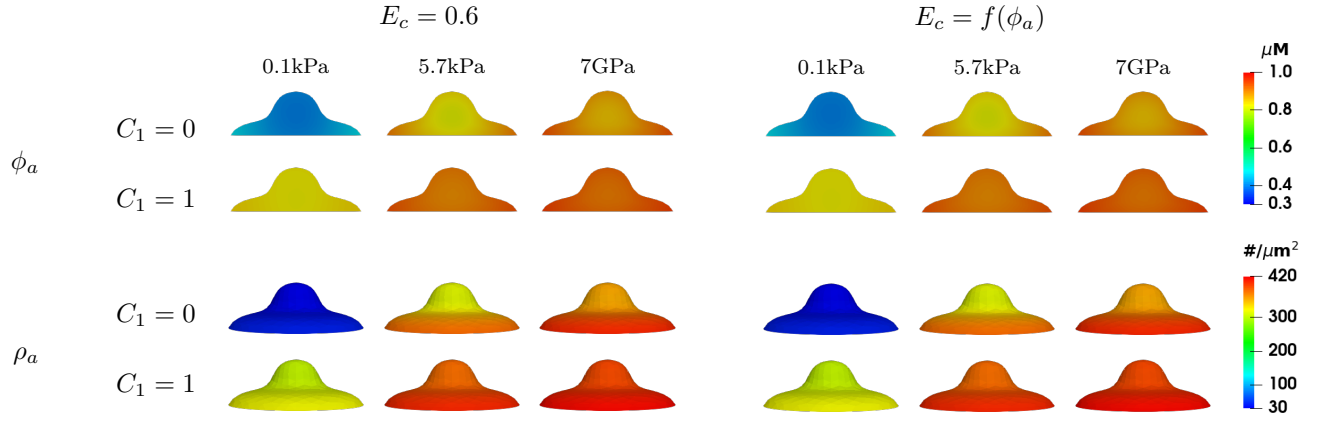 E_c = 0.6
E_c = f(ϕ_a)
0.1kPa 5.7kPa 7GPa
0.1kPa 5.7kPa 7GPa
μM
1.0
0.8
0.6
0.4
0.3
ϕ_a
C_1 = 0
C_1 = 1
#/μm²
420
300
200
100
30
ρ_a
C_1 = 0
C_1 = 1